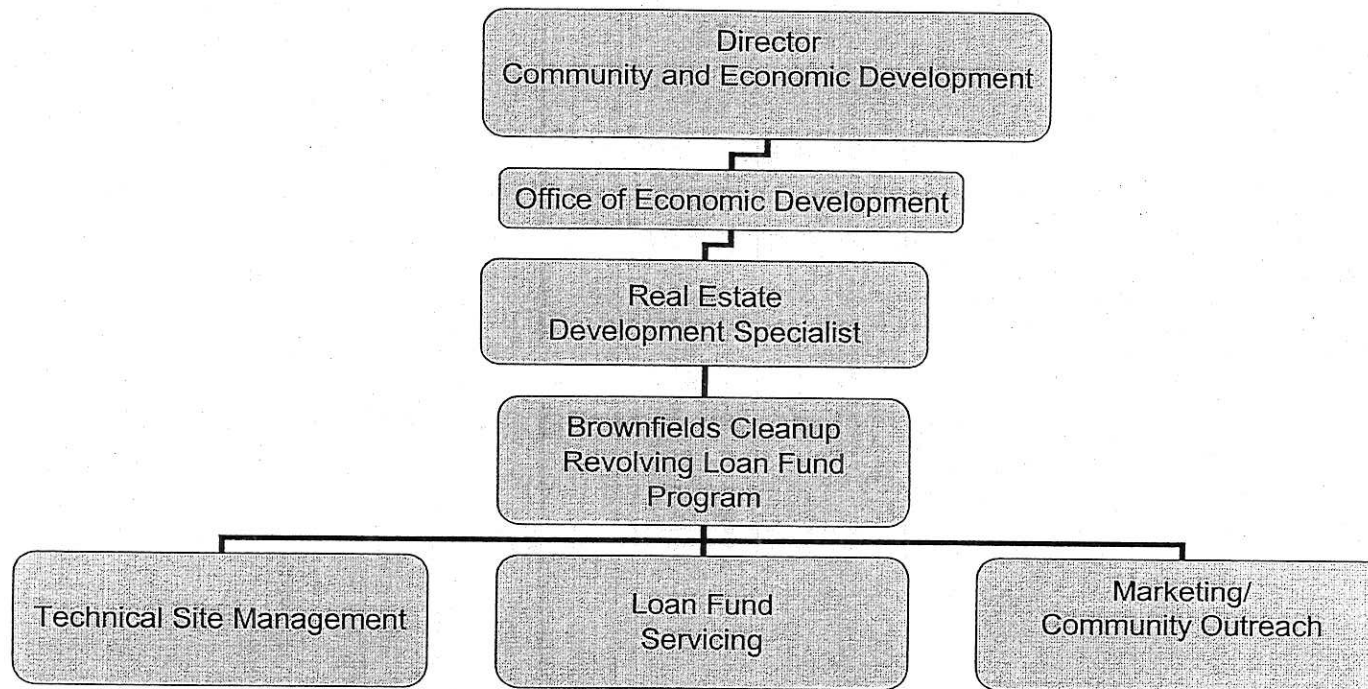 Director
Community and Economic Development
Office of Economic Development
Real Estate
Development Specialist
Brownfields Cleanup
Revolving Loan Fund
Program
Technical Site Management
Loan Fund
Servicing
Marketing/
Community Outreach